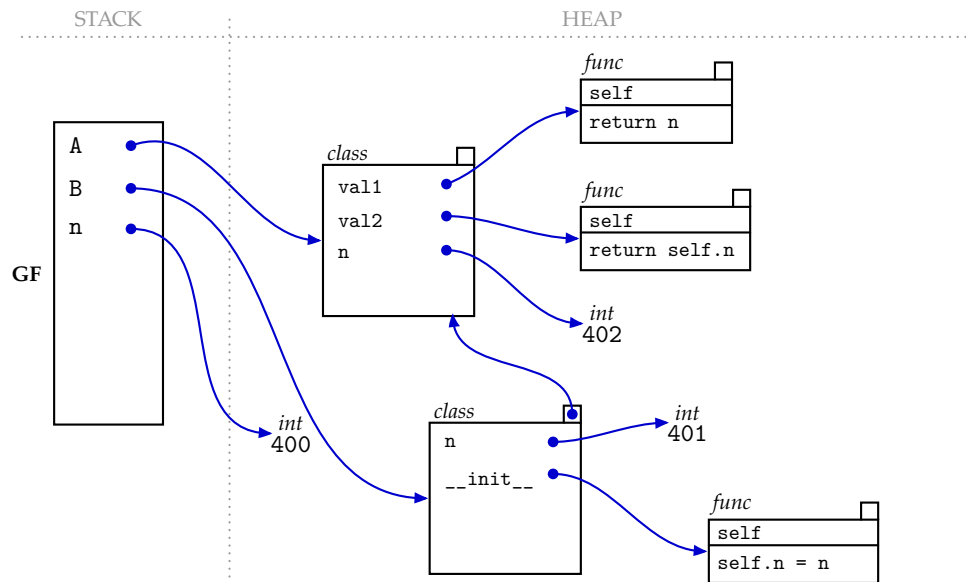 STACK
HEAP
GF
A
B
n
class
val1
val2
n
func
self
return n
func
self
return self.n
int
402
int
400
class
n
__init__
int
401
func
self
self.n = n